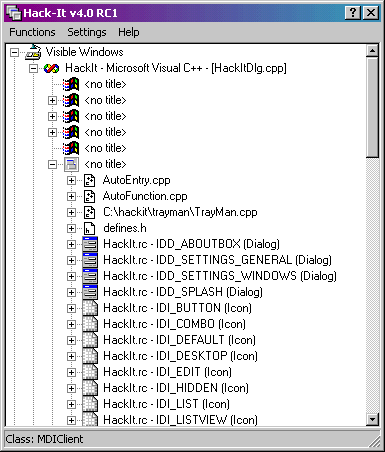 Hack-It v4.0 RC1
Functions Settings Help
Visible Windows
HackIt - Microsoft Visual C++ - [HackItDlg.cpp]
<no title>
<no title>
<no title>
<no title>
<no title>
<no title>
AutoEntry.cpp
AutoFunction.cpp
C:\hackit\trayman\TrayMan.cpp
defines.h
HackIt.rc - IDD_ABOUTBOX (Dialog)
HackIt.rc - IDD_SETTINGS_GENERAL (Dialog)
HackIt.rc - IDD_SETTINGS_WINDOWS (Dialog)
HackIt.rc - IDD_SPLASH (Dialog)
HackIt.rc - IDI_BUTTON (Icon)
HackIt.rc - IDI_COMBO (Icon)
HackIt.rc - IDI_DEFAULT (Icon)
HackIt.rc - IDI_DESKTOP (Icon)
HackIt.rc - IDI_EDIT (Icon)
HackIt.rc - IDI_HIDDEN (Icon)
HackIt.rc - IDI_LIST (Icon)
HackIt.rc - IDI_LISTVIEW (Icon)
Class: MDIClient